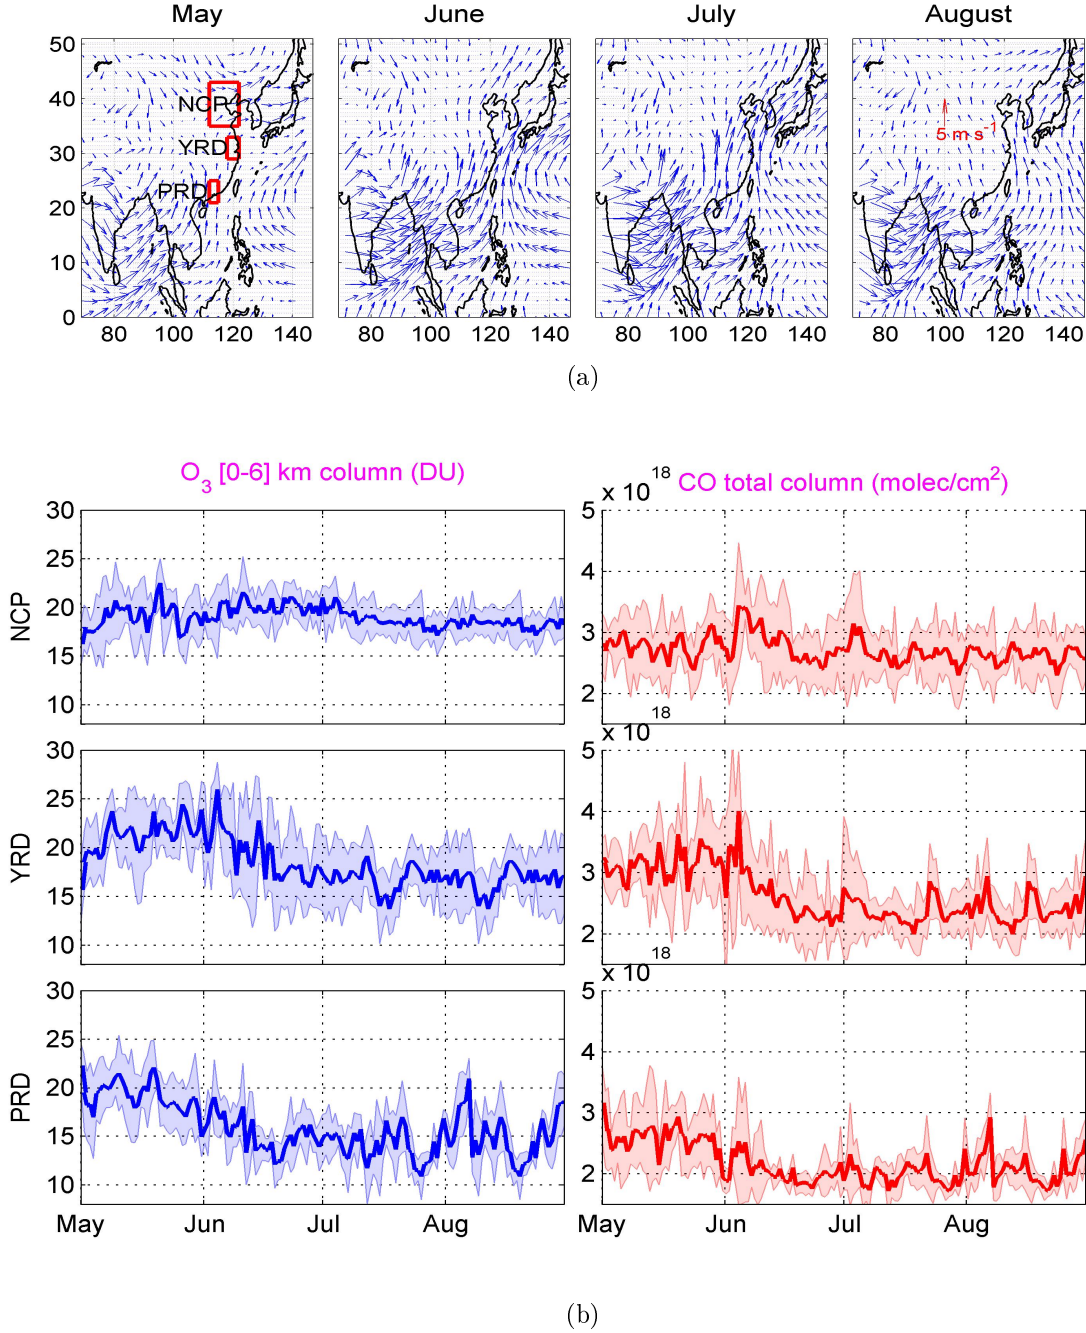 May June July August
50
40
30
20
10
0
NCP
YRD
PRD
5 m s⁻¹
80 100 120 140 80 100 120 140 80 100 120 140 80 100 120 140
(a)
O₃ [0-6] km column (DU)
x 10¹⁸ CO total column (molec/cm²)
NCP
30
25
20
15
10
5
4
3
2
x 10¹⁸
YRD
30
25
20
15
10
5
4
3
2
x 10¹⁸
PRD
30
25
20
15
10
5
4
3
2
May Jun Jul Aug May Jun Jul Aug
(b)